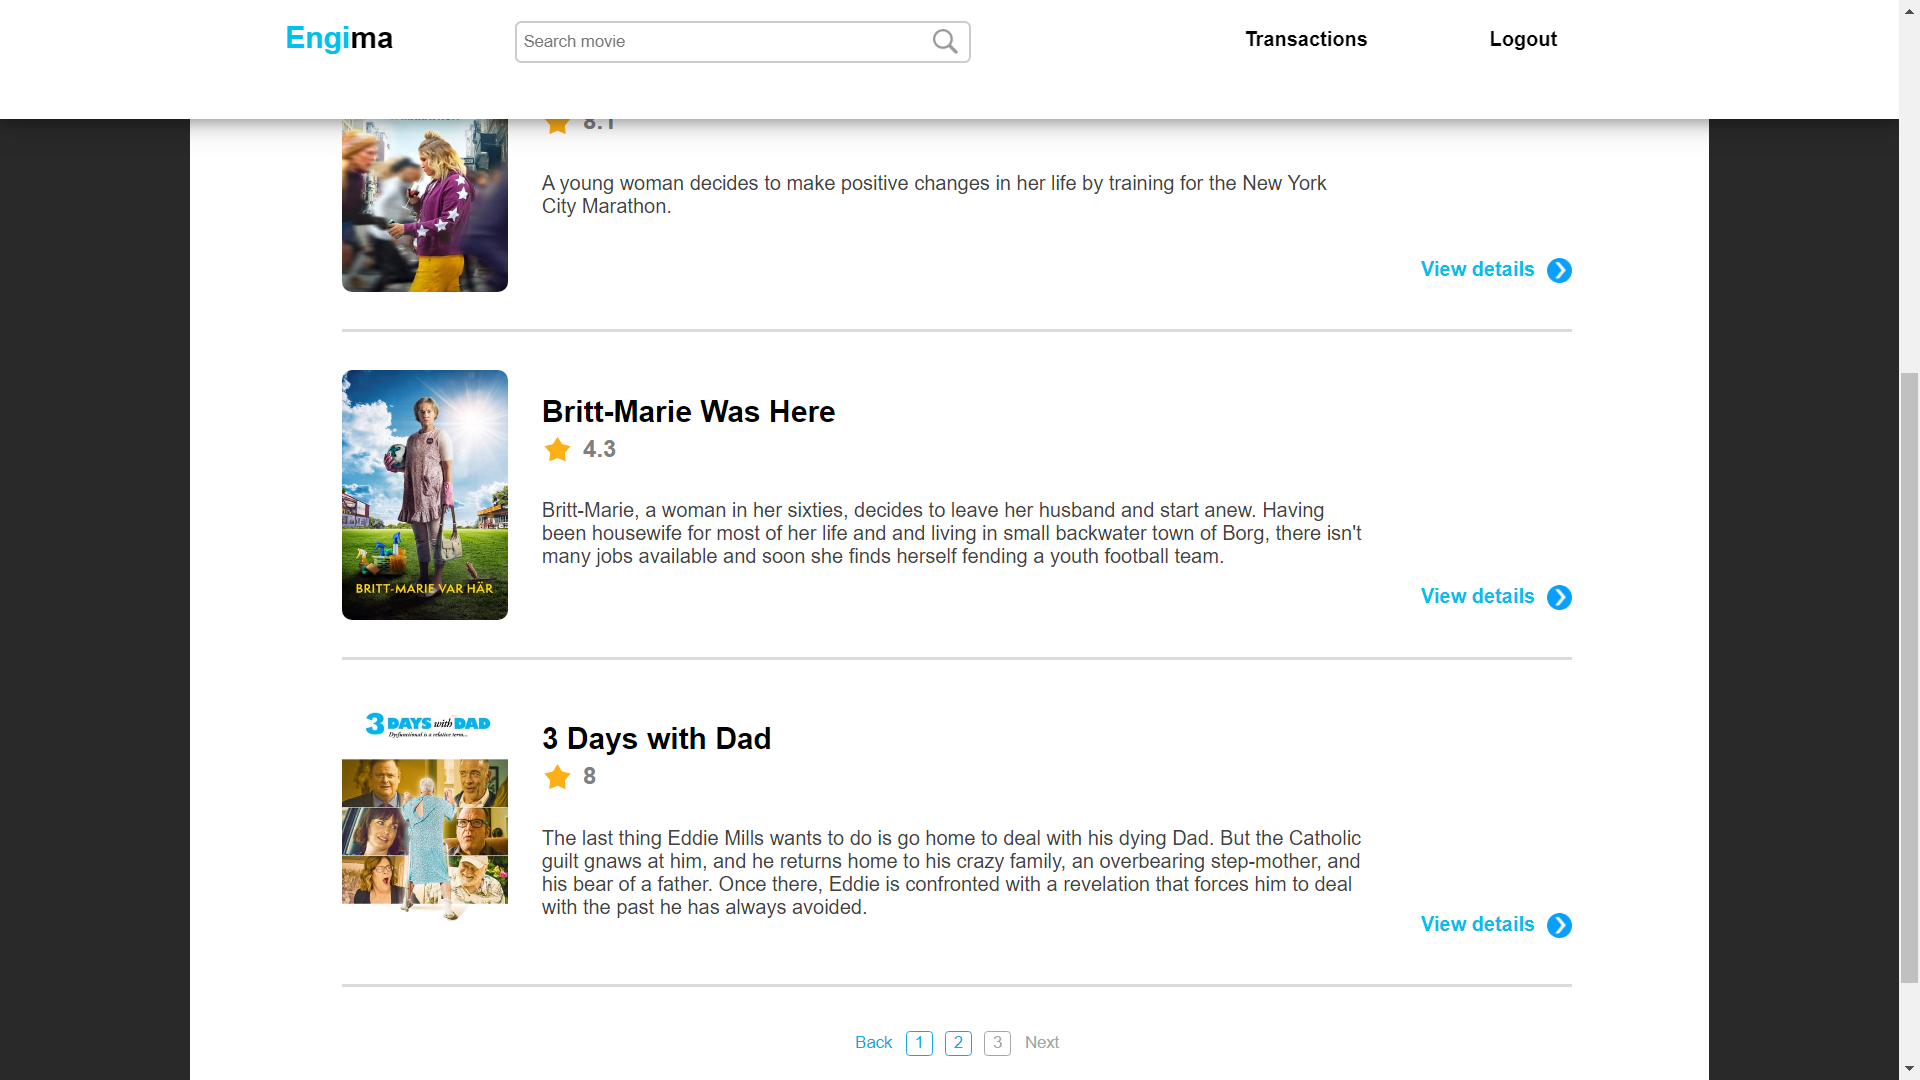 Engima
Search movie
Transactions
Logout
8.1
A young woman decides to make positive changes in her life by training for the New York
City Marathon.
View details
Britt-Marie Was Here
4.3
Britt-Marie, a woman in her sixties, decides to leave her husband and start anew. Having
been housewife for most of her life and and living in small backwater town of Borg, there isn't
many jobs available and soon she finds herself fending a youth football team.
BRITT-MARIE VAR HÄR
View details
3 DAYS with DAD
Dysfunctional is a relative term...
3 Days with Dad
8
The last thing Eddie Mills wants to do is go home to deal with his dying Dad. But the Catholic
guilt gnaws at him, and he returns home to his crazy family, an overbearing step-mother, and
his bear of a father. Once there, Eddie is confronted with a revelation that forces him to deal
with the past he has always avoided.
View details
Back 1 2 3 Next